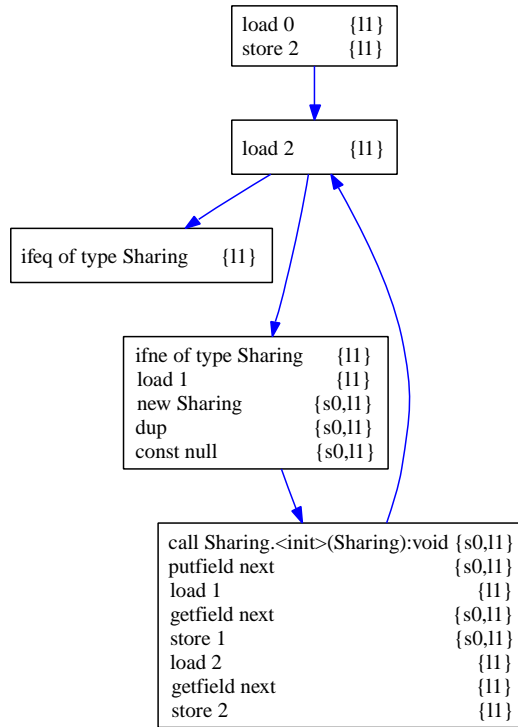 load 0 {l1}
store 2 {l1}
load 2 {l1}
ifeq of type Sharing {l1}
ifne of type Sharing {l1}
load 1 {l1}
new Sharing {s0,l1}
dup {s0,l1}
const null {s0,l1}
call Sharing.<init>(Sharing):void {s0,l1}
putfield next {s0,l1}
load 1 {l1}
getfield next {s0,l1}
store 1 {s0,l1}
load 2 {l1}
getfield next {l1}
store 2 {l1}